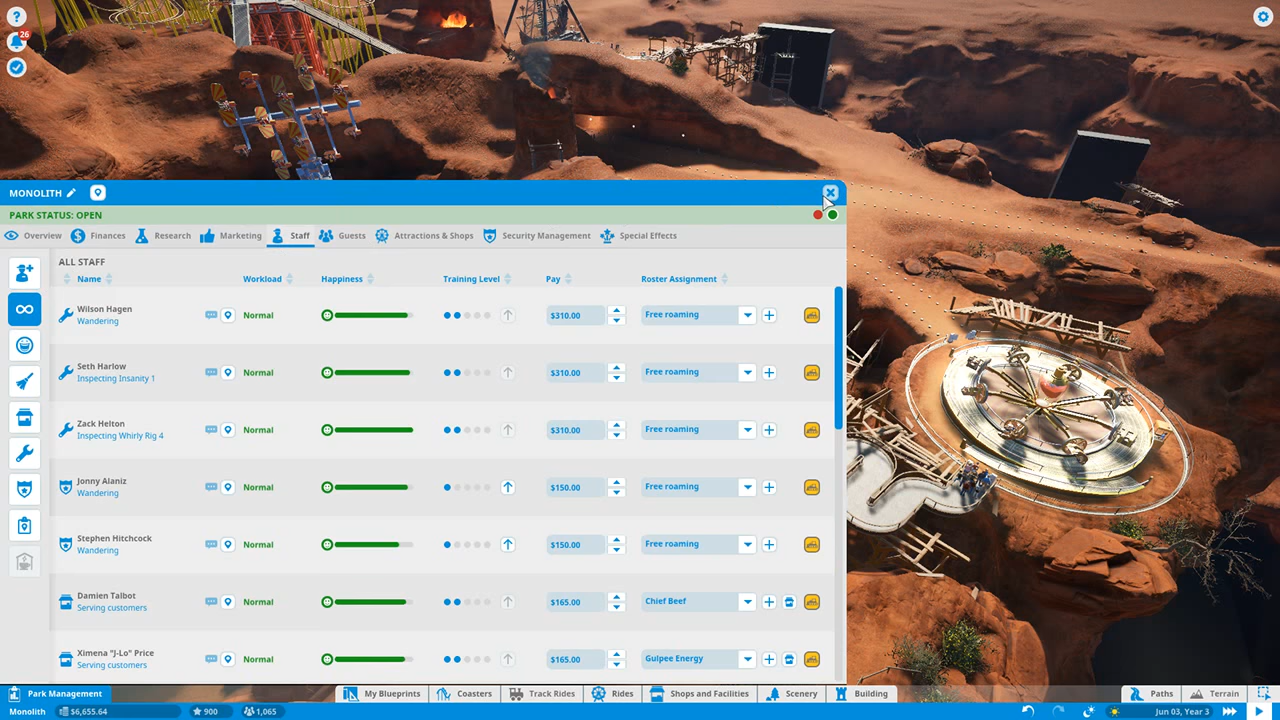 ?
26
MONOLITH
PARK STATUS: OPEN
Overview Finances Research Marketing Staff Guests Attractions & Shops Security Management Special Effects
ALL STAFF
Name Workload Happiness Training Level Pay Roster Assignment
Wilson Hagen
Wandering
Normal $310.00 Free roaming
Seth Harlow
Inspecting Insanity 1
Normal $310.00 Free roaming
Zack Helton
Inspecting Whirly Rig 4
Normal $310.00 Free roaming
Jonny Alaniz
Wandering
Normal $150.00 Free roaming
Stephen Hitchcock
Wandering
Normal $150.00 Free roaming
Damien Talbot
Serving customers
Normal $165.00 Chief Beef
Ximena "J-Lo" Price
Serving customers
Normal $165.00 Gulpee Energy
Park Management My Blueprints Coasters Track Rides Rides Shops and Facilities Scenery Building Paths Terrain
Monolith $6,655.64 900 1,065 Jun 03, Year 3